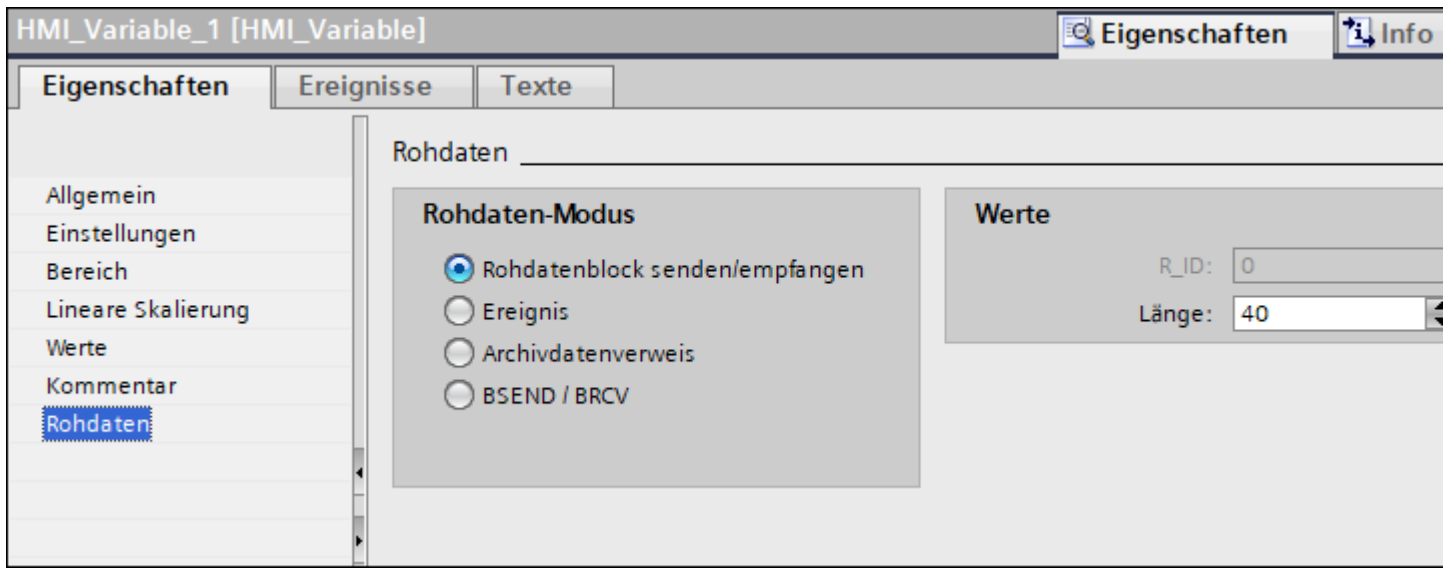 HMI_Variable_1 [HMI_Variable]
Eigenschaften
Info
Eigenschaften
Ereignisse
Texte
Allgemein
Einstellungen
Bereich
Lineare Skalierung
Werte
Kommentar
Rohdaten
Rohdaten
Rohdaten-Modus
Rohdatenblock senden/empfangen
Ereignis
Archivdatenverweis
BSEND / BRCV
Werte
R_ID: 0
Länge: 40